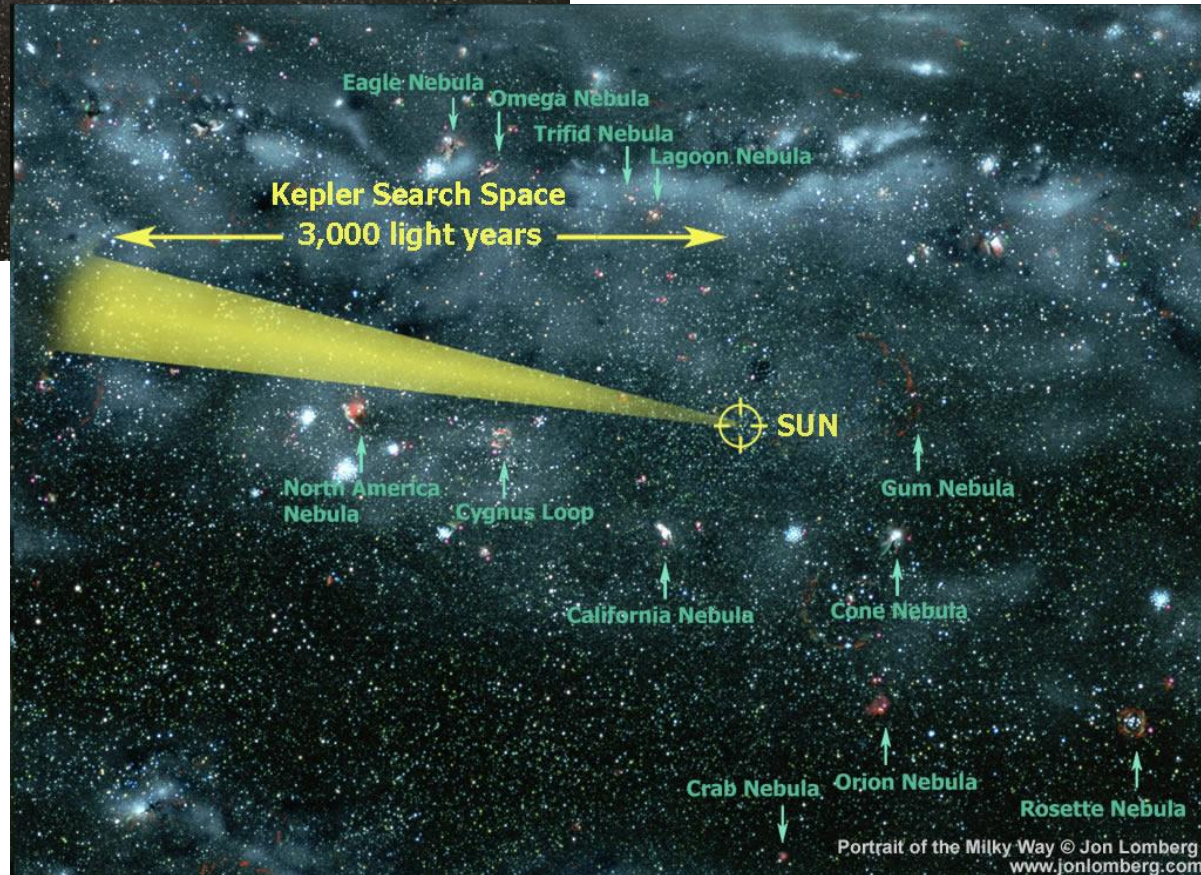 Eagle Nebula
Omega Nebula
Trifid Nebula
Lagoon Nebula
Kepler Search Space
3,000 light years
SUN
North America
Nebula
Cygnus Loop
Gum Nebula
California Nebula
Cone Nebula
Crab Nebula
Orion Nebula
Rosette Nebula
Portrait of the Milky Way © Jon Lomberg
www.jonlomberg.com